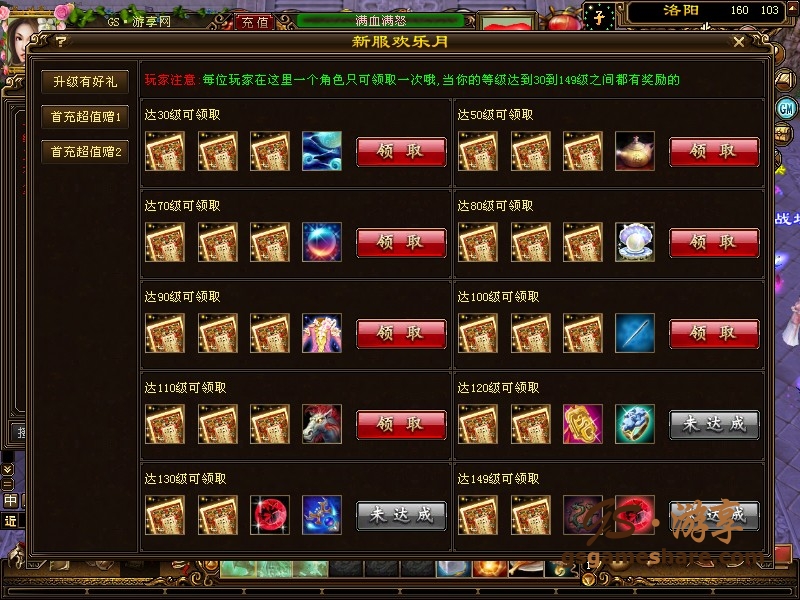 GS·游享网
充值
满血满怒
子
洛阳
160 103
?
新服欢乐月
升级有好礼
首充超值赠1
首充超值赠2
玩家注意:每位玩家在这里一个角色只可领取一次哦,当你的等级达到30到149级之间都有奖励的
达30级可领取
领取
达50级可领取
领取
达70级可领取
领取
达80级可领取
领取
达90级可领取
领取
达100级可领取
领取
达110级可领取
领取
达120级可领取
未达成
达130级可领取
未达成
达149级可领取
达成
GM
申
近
GS·游享
gsgameshare.com